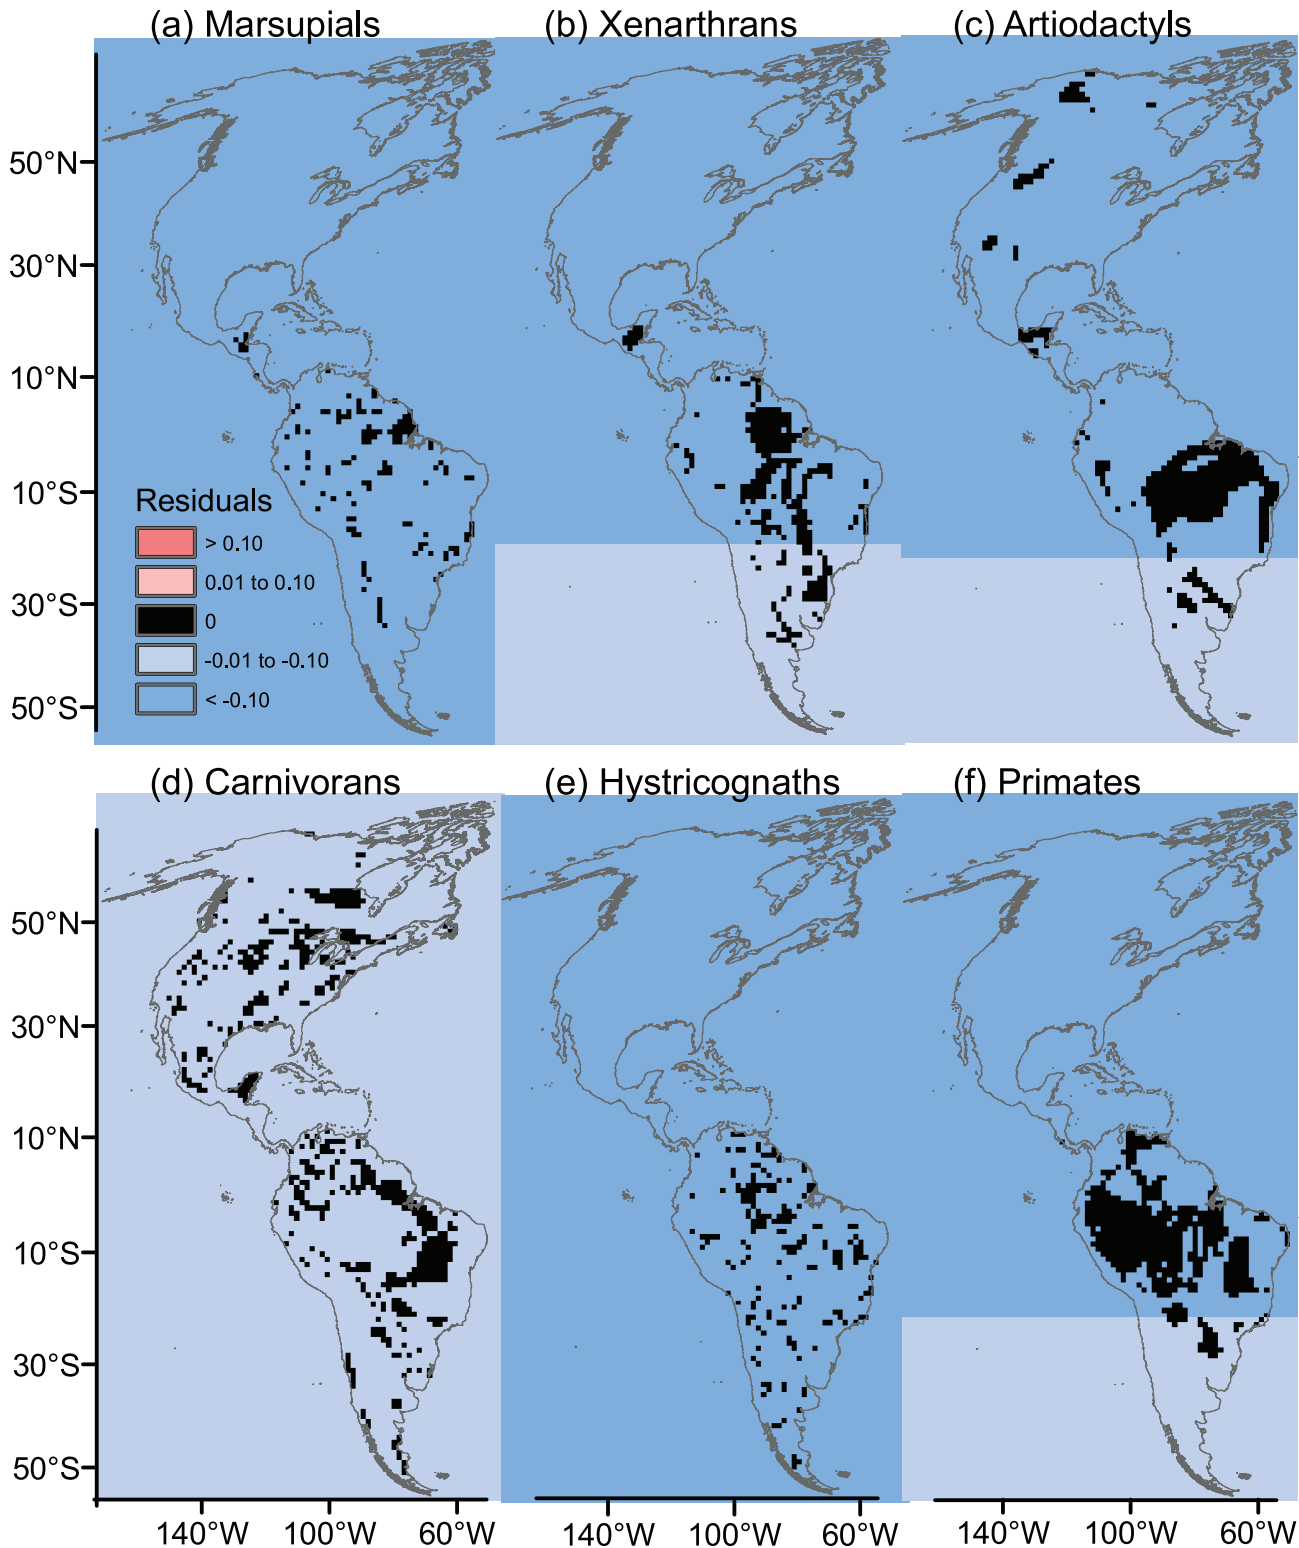 (a) Marsupials
(b) Xenarthrans
(c) Artiodactyls
50°N
30°N
10°N
10°S
30°S
50°S
Residuals
> 0.10
0.01 to 0.10
0
-0.01 to -0.10
< -0.10
(d) Carnivorans
(e) Hystricognaths
(f) Primates
50°N
30°N
10°N
10°S
30°S
50°S
140°W 100°W 60°W
140°W 100°W 60°W
140°W 100°W 60°W